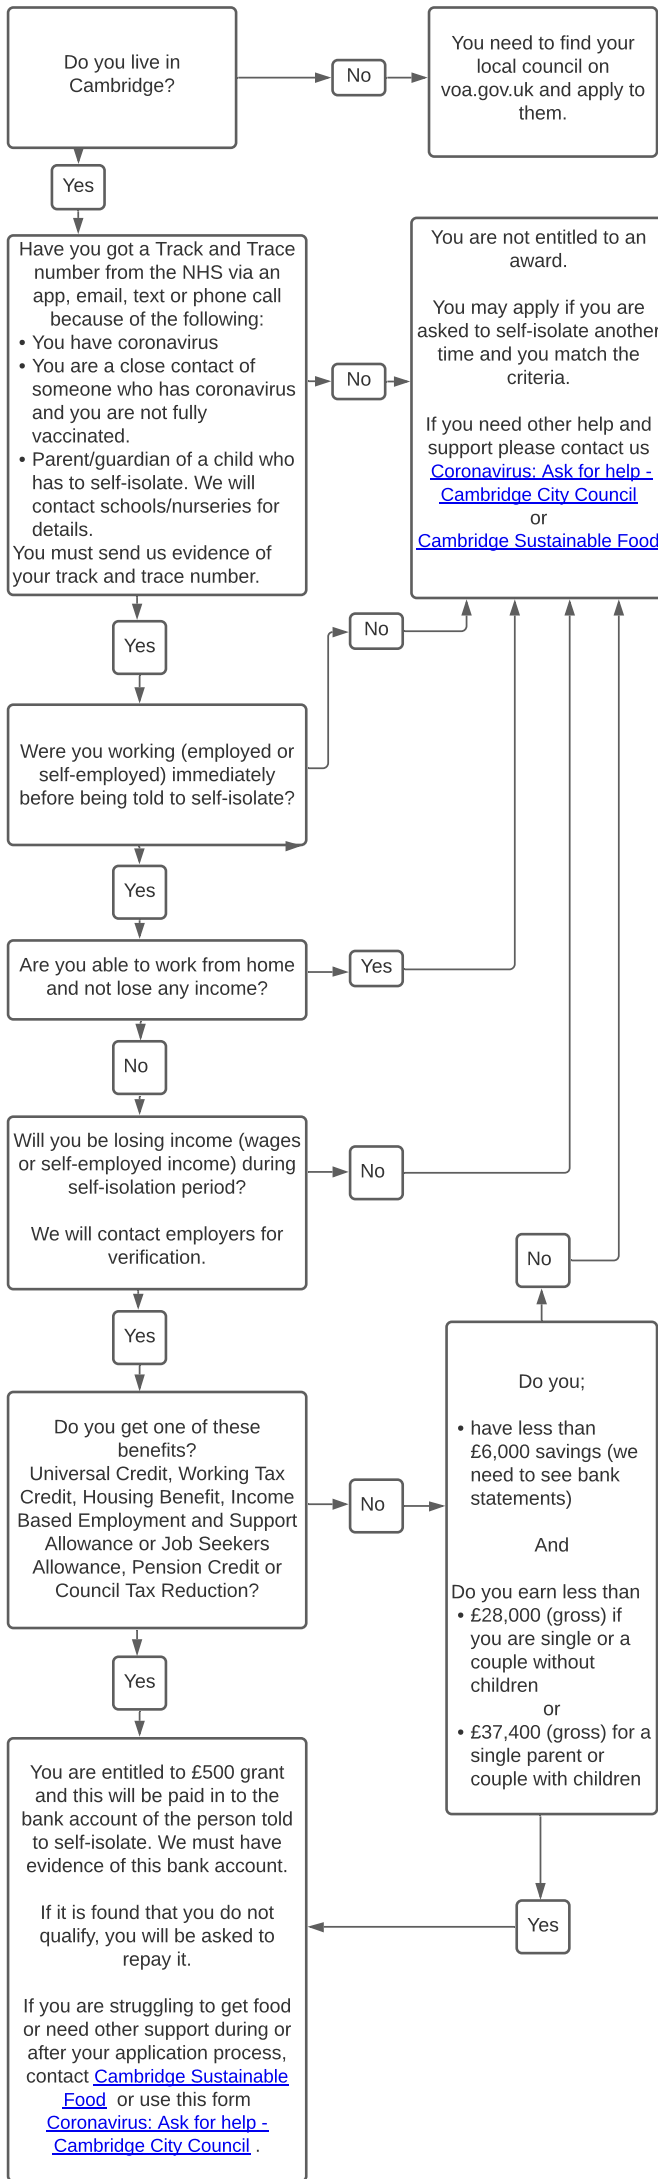 Do you live in
Cambridge?
No
You need to find your
local council on
voa.gov.uk and apply to
them.
Yes
Have you got a Track and Trace
number from the NHS via an
app, email, text or phone call
because of the following:
• You have coronavirus
• You are a close contact of
someone who has coronavirus
and you are not fully
vaccinated.
• Parent/guardian of a child who
has to self-isolate. We will
contact schools/nurseries for
details.
You must send us evidence of
your track and trace number.
No
You are not entitled to an
award.
You may apply if you are
asked to self-isolate another
time and you match the
criteria.
If you need other help and
support please contact us
Coronavirus: Ask for help -
Cambridge City Council
or
Cambridge Sustainable Food
Yes
No
Were you working (employed or
self-employed) immediately
before being told to self-isolate?
Yes
Are you able to work from home
and not lose any income?
Yes
No
Will you be losing income (wages
or self-employed income) during
self-isolation period?
We will contact employers for
verification.
No
No
Yes
Do you get one of these
benefits?
Universal Credit, Working Tax
Credit, Housing Benefit, Income
Based Employment and Support
Allowance or Job Seekers
Allowance, Pension Credit or
Council Tax Reduction?
No
Do you;
• have less than
£6,000 savings (we
need to see bank
statements)
And
Do you earn less than
• £28,000 (gross) if
you are single or a
couple without
children
or
• £37,400 (gross) for a
single parent or
couple with children
Yes
Yes
You are entitled to £500 grant
and this will be paid in to the
bank account of the person told
to self-isolate. We must have
evidence of this bank account.
If it is found that you do not
qualify, you will be asked to
repay it.
If you are struggling to get food
or need other support during or
after your application process,
contact Cambridge Sustainable
Food or use this form
Coronavirus: Ask for help -
Cambridge City Council .